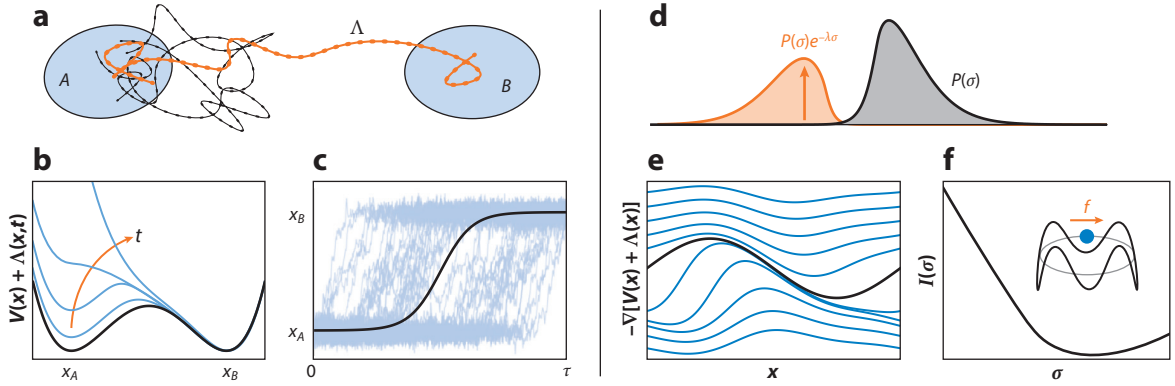 a
A
Λ
B
b
V(x) + Λ(x,t)
t
x_A
x_B
c
x_B
x_A
0
τ
d
P(σ)e^{-λσ}
P(σ)
e
−∇[V(x) + Λ(x)]
x
f
I(σ)
f
σ